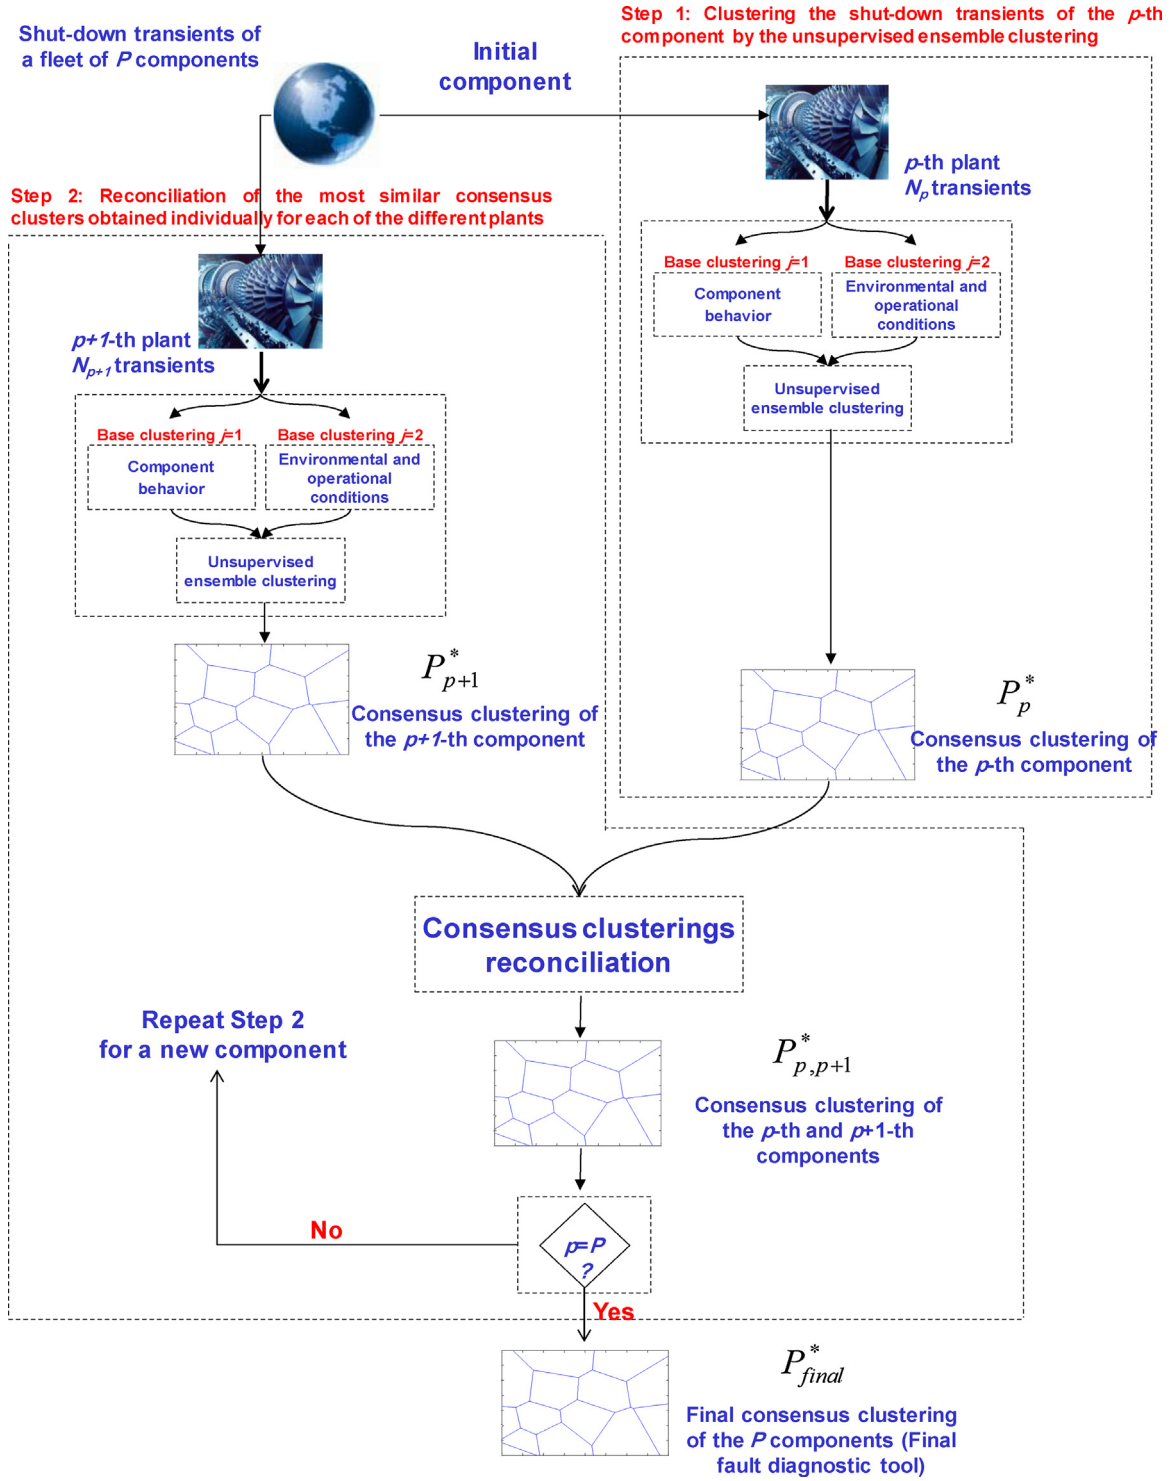 Shut-down transients of
a fleet of P components
Initial
component
Step 1: Clustering the shut-down transients of the p-th
component by the unsupervised ensemble clustering
p-th plant
Np transients
Base clustering j=1
Base clustering j=2
Component
behavior
Environmental and
operational
conditions
Unsupervised
ensemble clustering
P*p
Consensus clustering of
the p-th component
Step 2: Reconciliation of the most similar consensus
clusters obtained individually for each of the different plants
p+1-th plant
Np+1 transients
Base clustering j=1
Base clustering j=2
Component
behavior
Environmental and
operational
conditions
Unsupervised
ensemble clustering
P*p+1
Consensus clustering of
the p+1-th component
Consensus clusterings
reconciliation
Repeat Step 2
for a new component
P*p,p+1
Consensus clustering of
the p-th and p+1-th
components
No
p=P
?
Yes
P*final
Final consensus clustering
of the P components (Final
fault diagnostic tool)